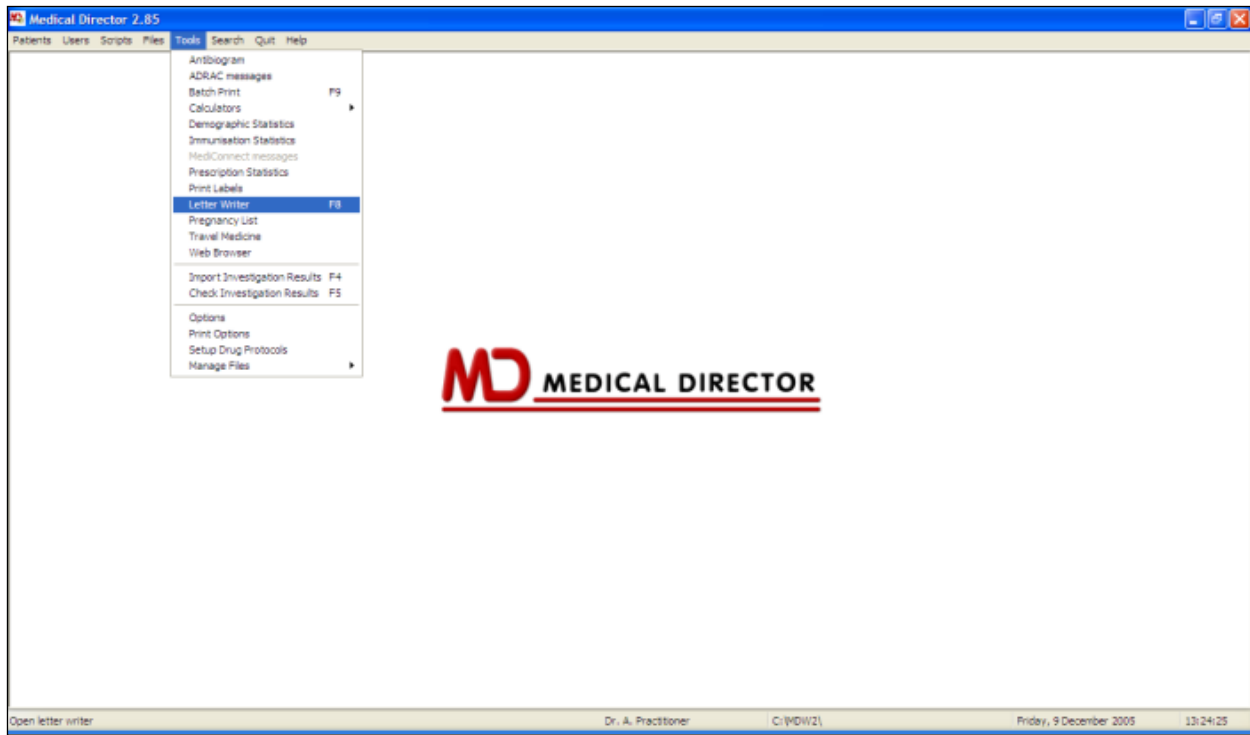 Medical Director 2.85
Patients Users Scripts Files Tools Search Quit Help
Antibiogram
ADRAC messages
Batch Print F9
Calculators
Demographic Statistics
Immunisation Statistics
MediConnect messages
Prescription Statistics
Print Labels
Letter Writer F8
Pregnancy List
Travel Medicine
Web Browser
Import Investigation Results F4
Check Investigation Results F5
Options
Print Options
Setup Drug Protocols
Manage Files
MD MEDICAL DIRECTOR
Open letter writer Dr. A. Practitioner C:\MDW2\ Friday, 9 December 2005 13:24:25